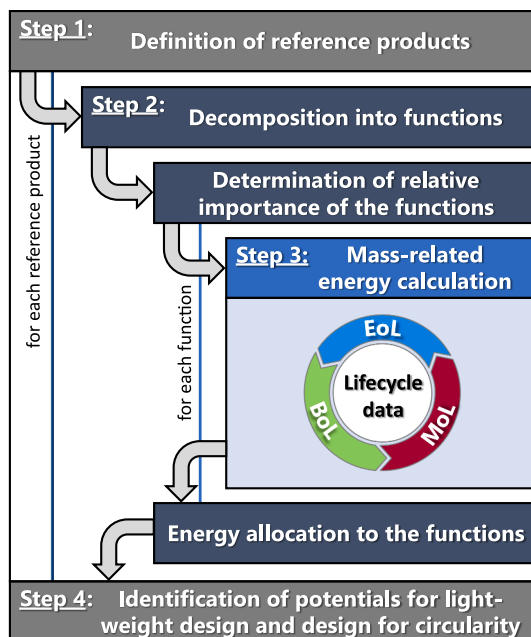 Step 1: Definition of reference products
Step 2: Decomposition into functions
Determination of relative
importance of the functions
Step 3: Mass-related
energy calculation
for each reference product
for each function
EoL
Lifecycle
data
BoL
MoL
Energy allocation to the functions
Step 4: Identification of potentials for light-
weight design and design for circularity